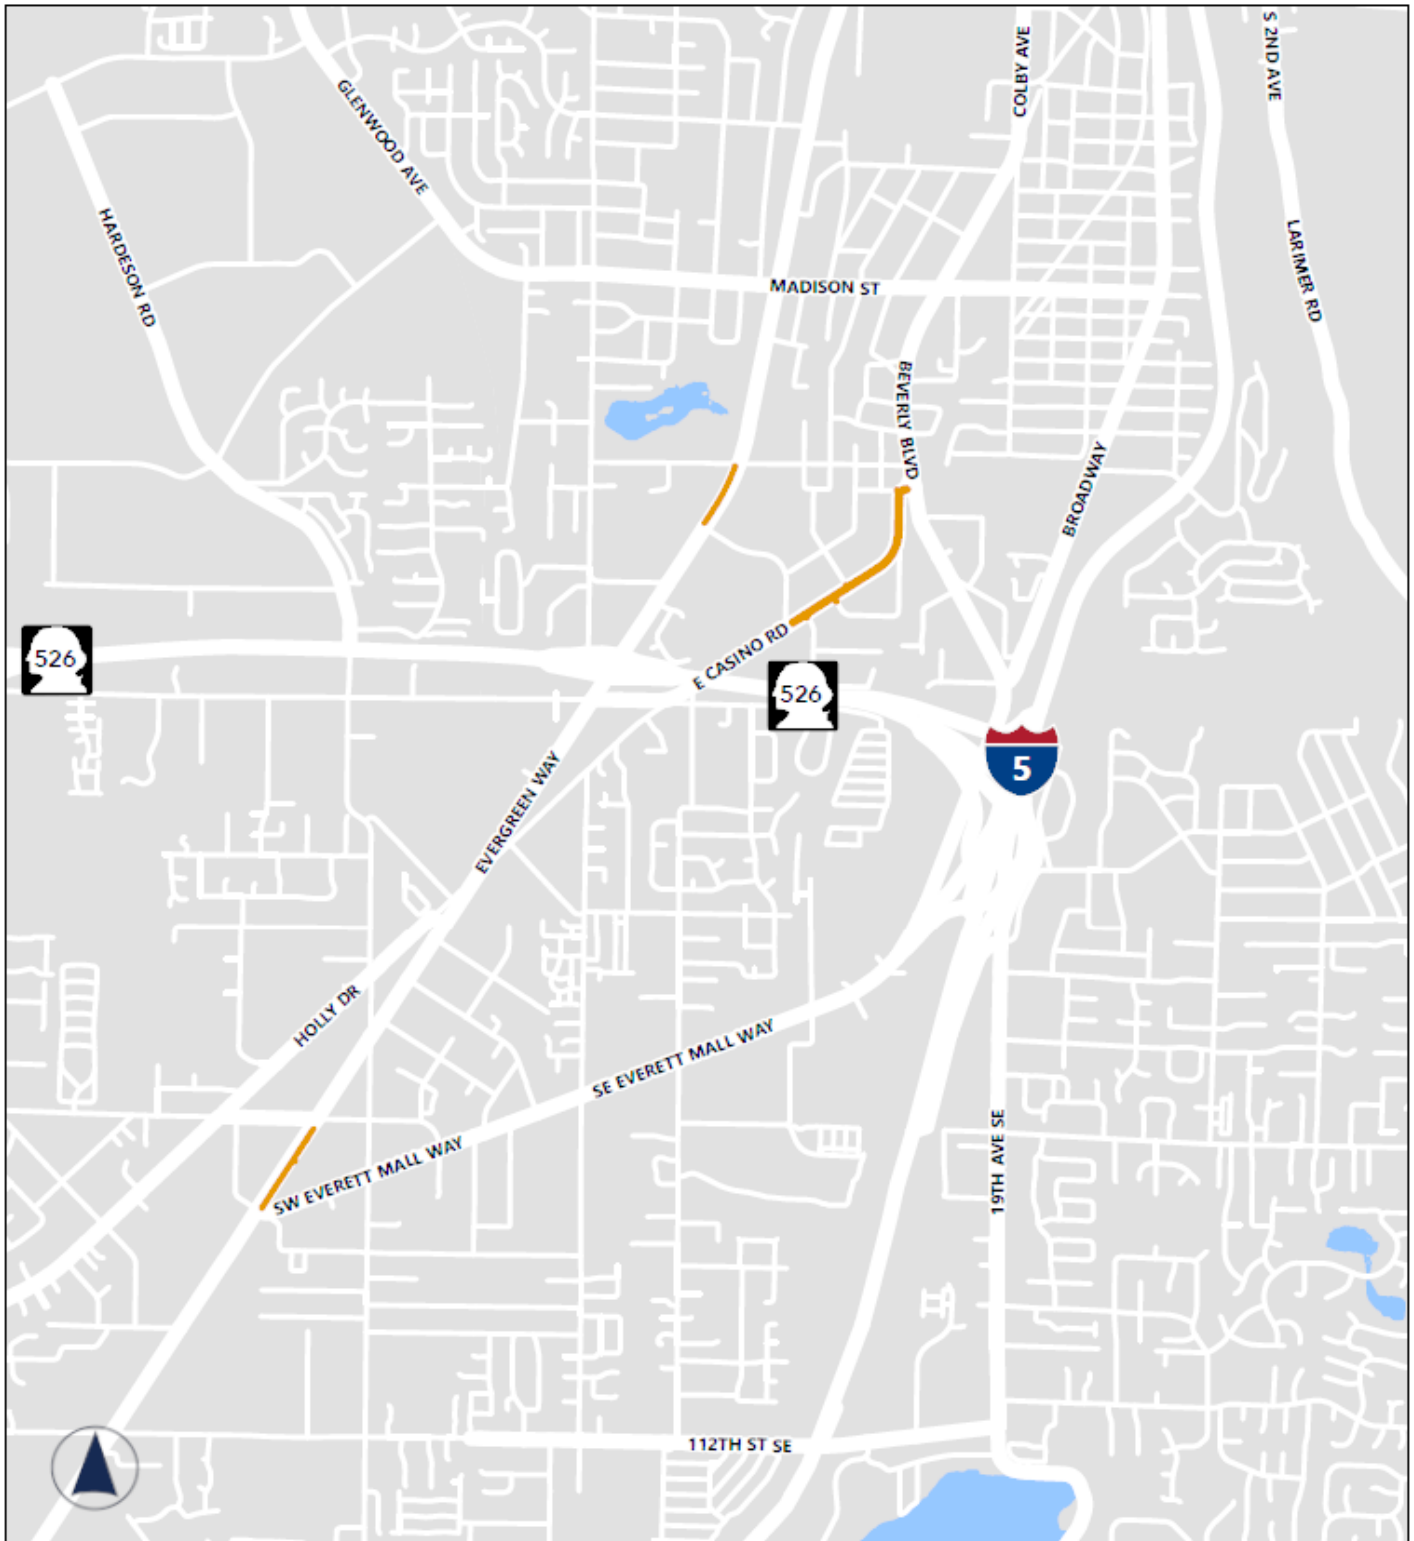 S 2ND AVE
COLBY AVE
GLENWOOD AVE
HARDESON RD
LARIMER RD
MADISON ST
BEVERLY BLVD
BROADWAY
526
E CASINO RD
526
5
EVERGREEN WAY
HOLLY DR
SE EVERETT MALL WAY
SW EVERETT MALL WAY
19TH AVE SE
112TH ST SE